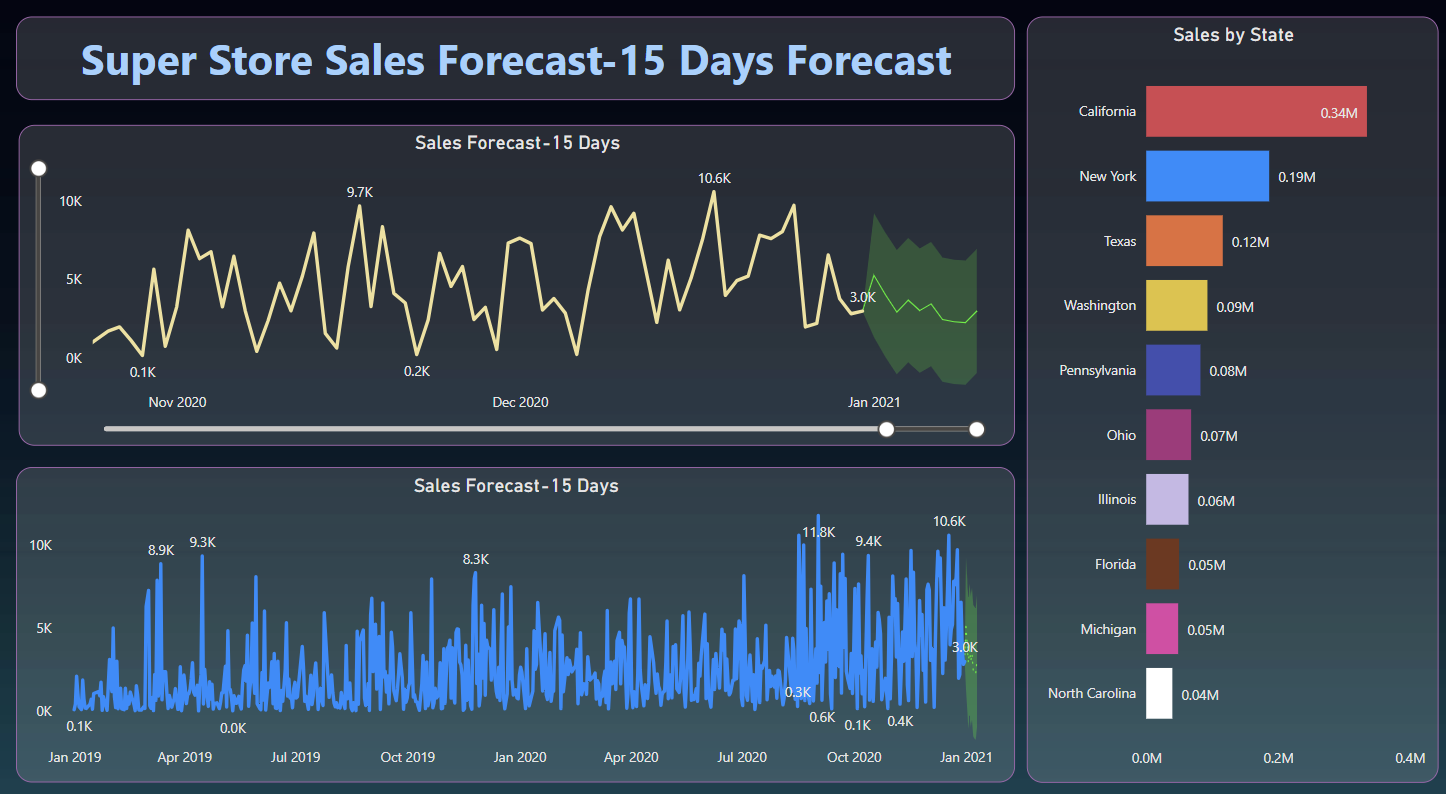 Super Store Sales Forecast-15 Days Forecast
Sales Forecast-15 Days
10K
5K
0K
9.7K
10.6K
3.0K
0.1K
0.2K
Nov 2020
Dec 2020
Jan 2021
Sales Forecast-15 Days
10K
5K
0K
8.9K
9.3K
8.3K
11.8K
9.4K
10.6K
3.0K
0.3K
0.1K
0.0K
0.6K
0.1K
0.4K
Jan 2019
Apr 2019
Jul 2019
Oct 2019
Jan 2020
Apr 2020
Jul 2020
Oct 2020
Jan 2021
Sales by State
California
0.34M
New York
0.19M
Texas
0.12M
Washington
0.09M
Pennsylvania
0.08M
Ohio
0.07M
Illinois
0.06M
Florida
0.05M
Michigan
0.05M
North Carolina
0.04M
0.0M
0.2M
0.4M